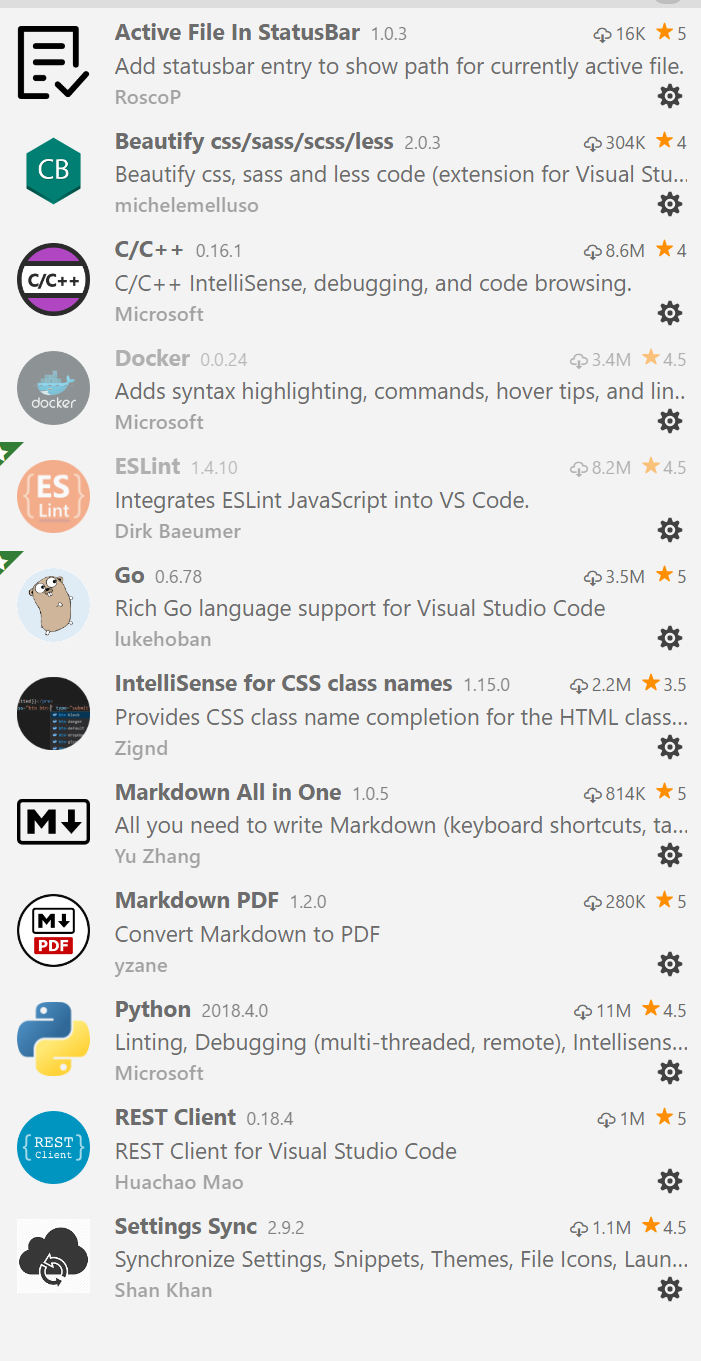 Active File In StatusBar 1.0.3 16K 5
Add statusbar entry to show path for currently active file.
RoscoP
CB
Beautify css/sass/scss/less 2.0.3 304K 4
Beautify css, sass and less code (extension for Visual Stu...
michelemelluso
C/C++
C/C++ 0.16.1 8.6M 4
C/C++ IntelliSense, debugging, and code browsing.
Microsoft
docker
Docker 0.0.24 3.4M 4.5
Adds syntax highlighting, commands, hover tips, and lin..
Microsoft
{ES
Lint}
ESLint 1.4.10 8.2M 4.5
Integrates ESLint JavaScript into VS Code.
Dirk Baeumer
Go 0.6.78 3.5M 5
Rich Go language support for Visual Studio Code
lukehoban
IntelliSense for CSS class names 1.15.0 2.2M 3.5
Provides CSS class name completion for the HTML class...
Zignd
M
Markdown All in One 1.0.5 814K 5
All you need to write Markdown (keyboard shortcuts, ta...
Yu Zhang
M
PDF
Markdown PDF 1.2.0 280K 5
Convert Markdown to PDF
yzane
Python 2018.4.0 11M 4.5
Linting, Debugging (multi-threaded, remote), Intellisens...
Microsoft
{REST
Client}
REST Client 0.18.4 1M 5
REST Client for Visual Studio Code
Huachao Mao
Settings Sync 2.9.2 1.1M 4.5
Synchronize Settings, Snippets, Themes, File Icons, Laun...
Shan Khan